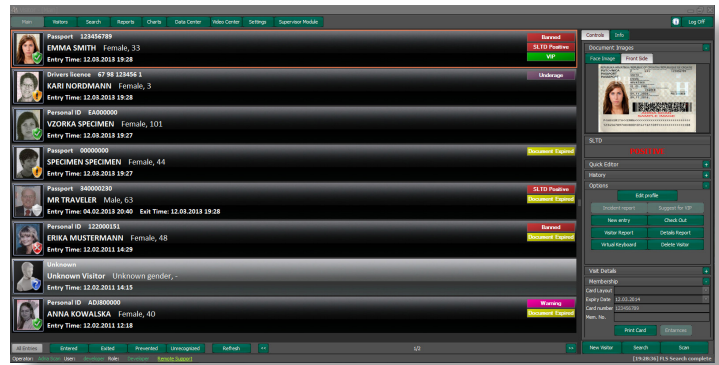 Main Visitors Search Reports Charts Data Center Video Center Settings Supervisor Module Log Off
Passport 123456789 Banned
EMMA SMITH Female, 33 SLTD Positive
Entry Time: 12.03.2013 19:28 VIP
Drivers licence 67 98 123456 1 Underage
KARI NORDMANN Female, 3
Entry Time: 12.03.2013 19:28
Personal ID EA000000
VZORKA SPECIMEN Female, 101
Entry Time: 12.03.2013 19:27
Passport 00000000 Document Expired
SPECIMEN SPECIMEN Female, 44
Entry Time: 12.03.2013 19:27
Passport 340000230 SLTD Positive
MR TRAVELER Male, 63 Document Expired
Entry Time: 04.02.2013 20:40 Exit Time: 12.03.2013 19:28
Personal ID 122000151 Banned
ERIKA MUSTERMANN Female, 48 Document Expired
Entry Time: 12.02.2011 14:29
Unknown
Unknown Visitor Unknown gender, -
Entry Time: 12.02.2011 14:15
Personal ID ADJ800000 Warning
ANNA KOWALSKA Female, 40 Document Expired
Entry Time: 12.02.2011 12:18
All Entries Entered Exited Prevented Unrecognized Refresh << 1/2 >>
Operator: User: Role: Developer Remote Support
Controls Info
Document Images
Face Image Front Side
SLTD
Quick Editor
History
Options
Edit profile
Incident report Suggest for VIP
New entry Check Out
Visitor Report Details Report
Virtual Keyboard Delete Visitor
Visit Details
Membership
Card Layout
Expiry Date 12.03.2014
Card number 123456789
Mem. No.
Print Card Enhances
New Visitor Search Scan
[19:28:36] FLS Search complete